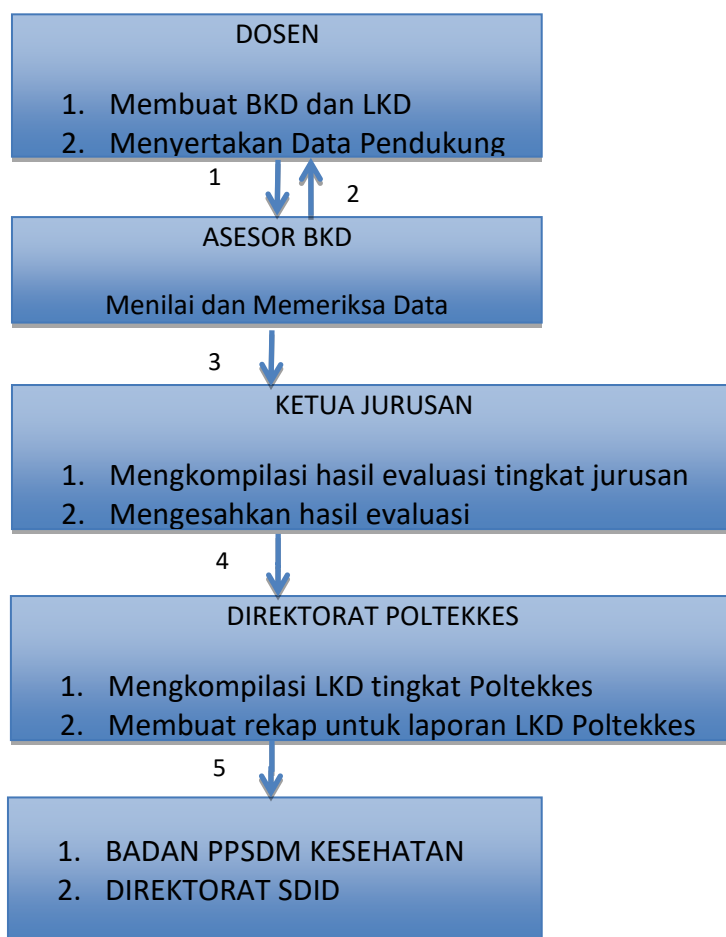 DOSEN
1. Membuat BKD dan LKD
2. Menyertakan Data Pendukung
1
2
ASESOR BKD
Menilai dan Memeriksa Data
3
KETUA JURUSAN
1. Mengkompilasi hasil evaluasi tingkat jurusan
2. Mengesahkan hasil evaluasi
4
DIREKTORAT POLTEKKES
1. Mengkompilasi LKD tingkat Poltekkes
2. Membuat rekap untuk laporan LKD Poltekkes
5
1. BADAN PPSDM KESEHATAN
2. DIREKTORAT SDID